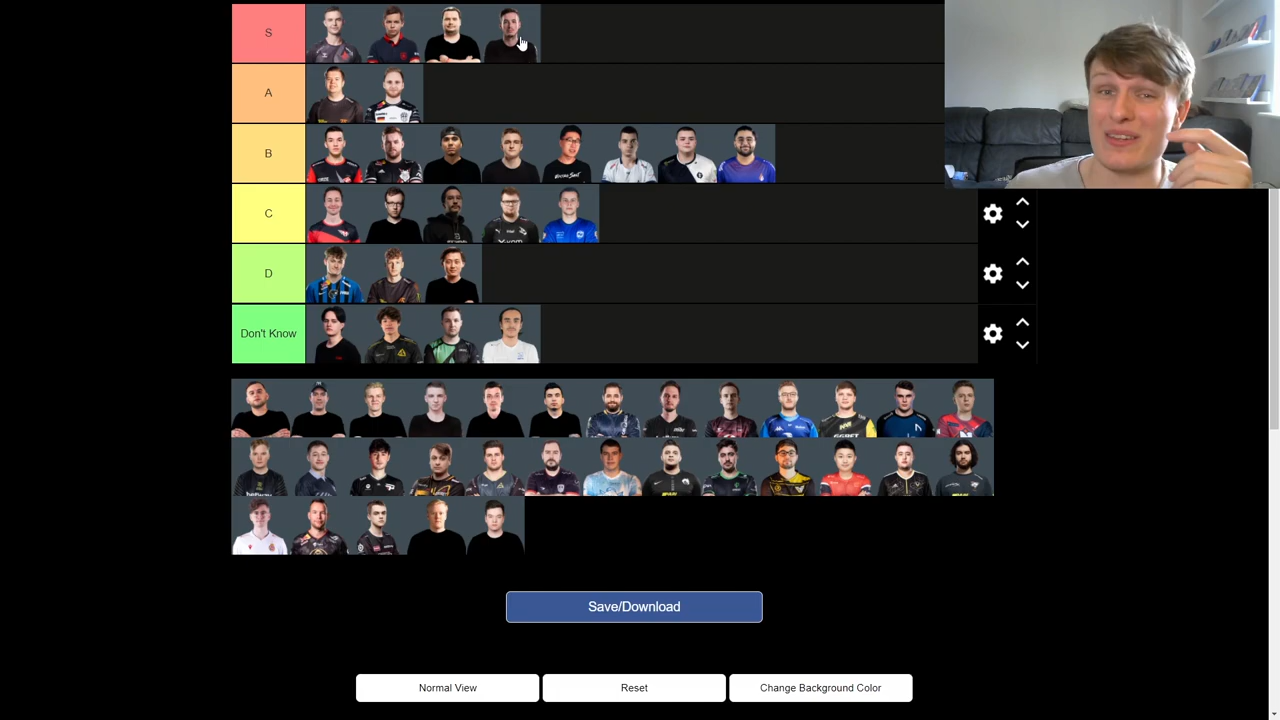 S
A
B
C
D
Don't Know
Save/Download
Normal View
Reset
Change Background Color